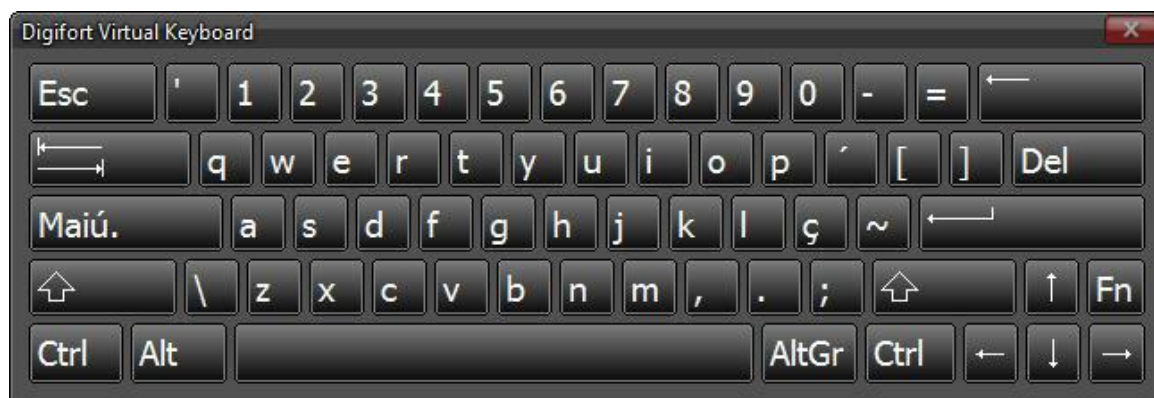 Digifort Virtual Keyboard
Esc ' 1 2 3 4 5 6 7 8 9 0 - =
q w e r t y u i o p ´ [ ] Del
Maiú. a s d f g h j k l ç ~
\ z x c v b n m , . ; Fn
Ctrl Alt AltGr Ctrl